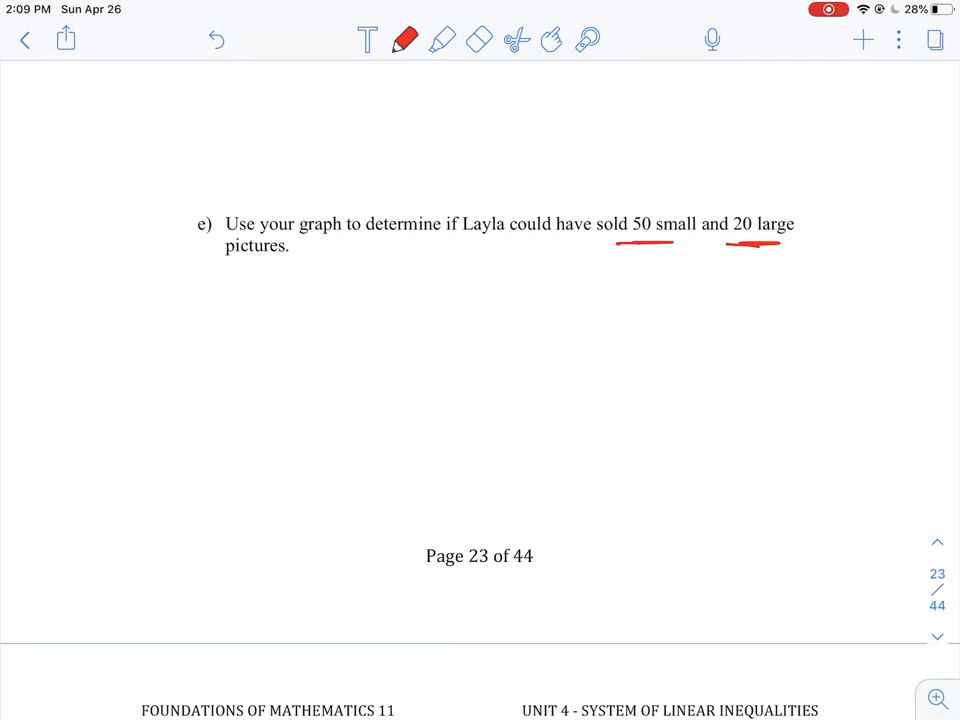 2:09 PM Sun Apr 26
28%
T
e) Use your graph to determine if Layla could have sold 50 small and 20 large
pictures.
Page 23 of 44
23
/
44
FOUNDATIONS OF MATHEMATICS 11 UNIT 4 - SYSTEM OF LINEAR INEQUALITIES